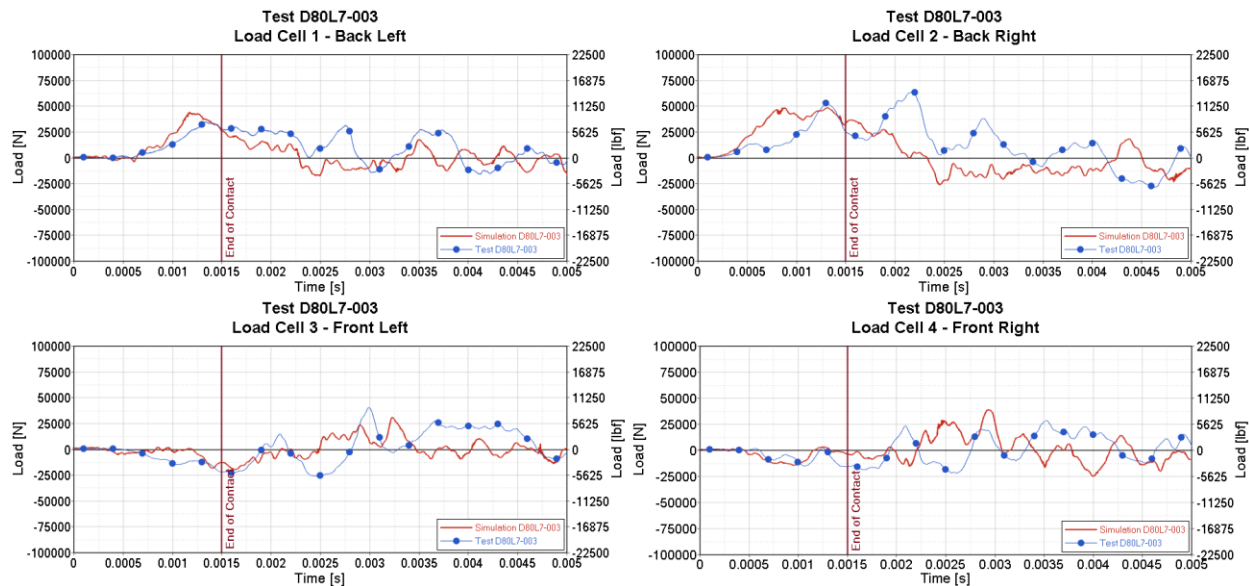 Test D80L7-003
Load Cell 1 - Back Left
100000
75000
50000
25000
0
-25000
-50000
-75000
-100000
Load [N]
22500
16875
11250
5625
0
-5625
-11250
-16875
-22500
Load [lbf]
End of Contact
Simulation D80L7-003
Test D80L7-003
0 0.0005 0.001 0.0015 0.002 0.0025 0.003 0.0035 0.004 0.0045 0.005
Time [s]
Test D80L7-003
Load Cell 2 - Back Right
100000
75000
50000
25000
0
-25000
-50000
-75000
-100000
Load [N]
22500
16875
11250
5625
0
-5625
-11250
-16875
-22500
Load [lbf]
End of Contact
Simulation D80L7-003
Test D80L7-003
0 0.0005 0.001 0.0015 0.002 0.0025 0.003 0.0035 0.004 0.0045 0.005
Time [s]
Test D80L7-003
Load Cell 3 - Front Left
100000
75000
50000
25000
0
-25000
-50000
-75000
-100000
Load [N]
22500
16875
11250
5625
0
-5625
-11250
-16875
-22500
Load [lbf]
End of Contact
Simulation D80L7-003
Test D80L7-003
0 0.0005 0.001 0.0015 0.002 0.0025 0.003 0.0035 0.004 0.0045 0.005
Time [s]
Test D80L7-003
Load Cell 4 - Front Right
100000
75000
50000
25000
0
-25000
-50000
-75000
-100000
Load [N]
22500
16875
11250
5625
0
-5625
-11250
-16875
-22500
Load [lbf]
End of Contact
Simulation D80L7-003
Test D80L7-003
0 0.0005 0.001 0.0015 0.002 0.0025 0.003 0.0035 0.004 0.0045 0.005
Time [s]